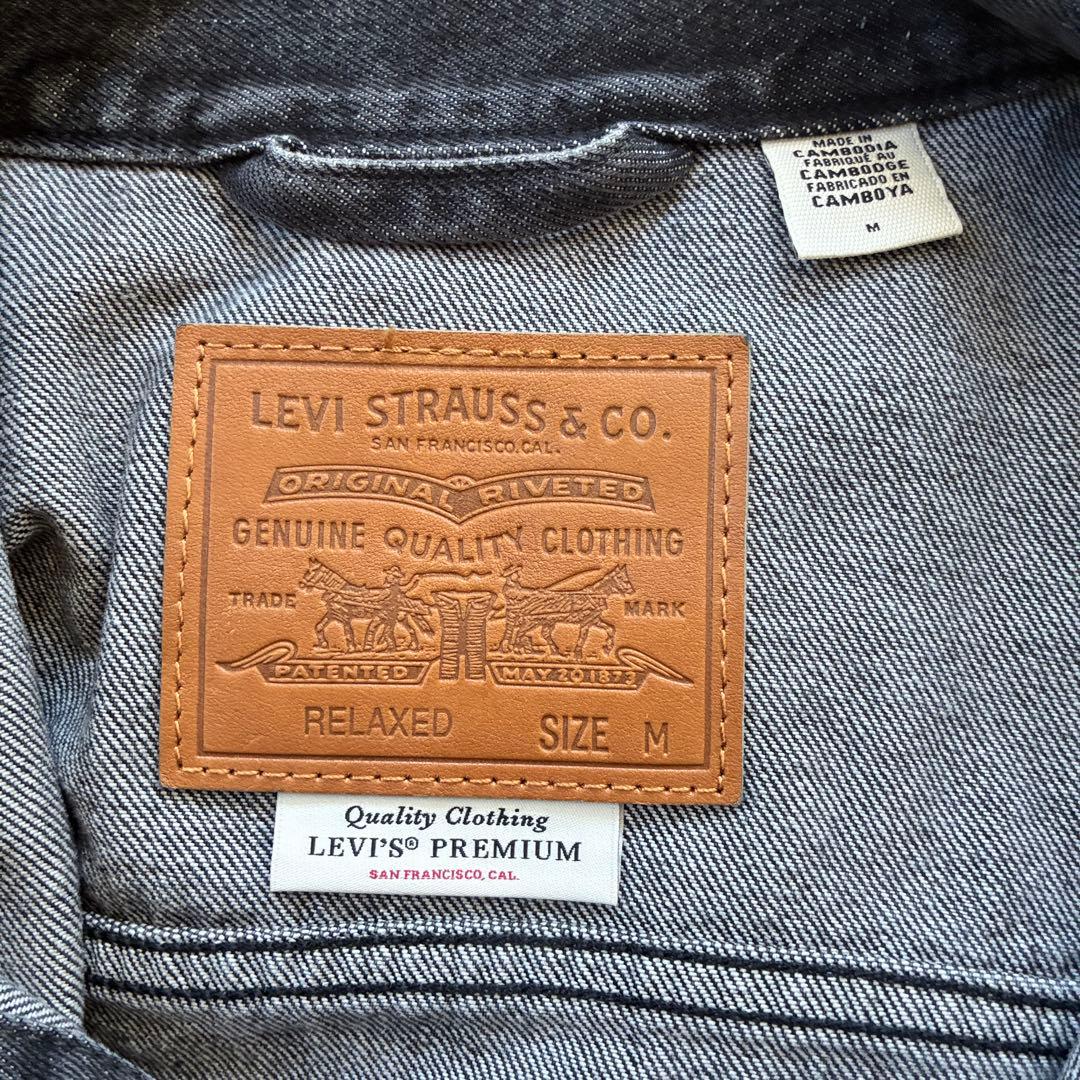 MADE IN
CAMBODIA
FABRIQUÉ AU
CAMBODGE
FABRICADO EN
CAMBOYA
M
LEVI STRAUSS & CO.
SAN FRANCISCO, CAL.
ORIGINAL RIVETED
GENUINE QUALITY CLOTHING
TRADE MARK
PATENTED MAY 20 1873
RELAXED SIZE M
Quality Clothing
LEVI'S® PREMIUM
SAN FRANCISCO, CAL.